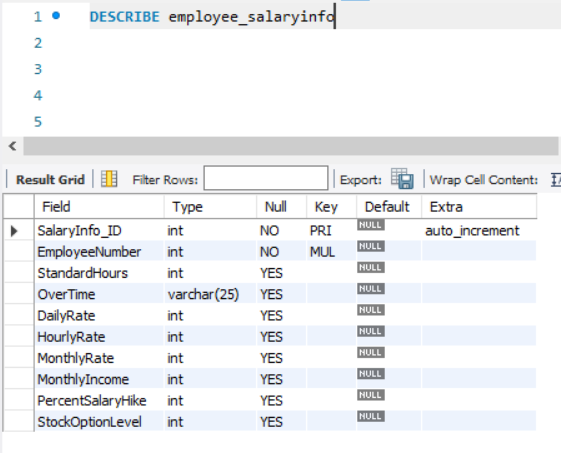 1 DESCRIBE employee_salaryinfo
2
3
4
5
Result Grid Filter Rows: Export: Wrap Cell Content:
Field Type Null Key Default Extra
SalaryInfo_ID int NO PRI NULL auto_increment
EmployeeNumber int NO MUL NULL
StandardHours int YES NULL
OverTime varchar(25) YES NULL
DailyRate int YES NULL
HourlyRate int YES NULL
MonthlyRate int YES NULL
MonthlyIncome int YES NULL
PercentSalaryHike int YES NULL
StockOptionLevel int YES NULL